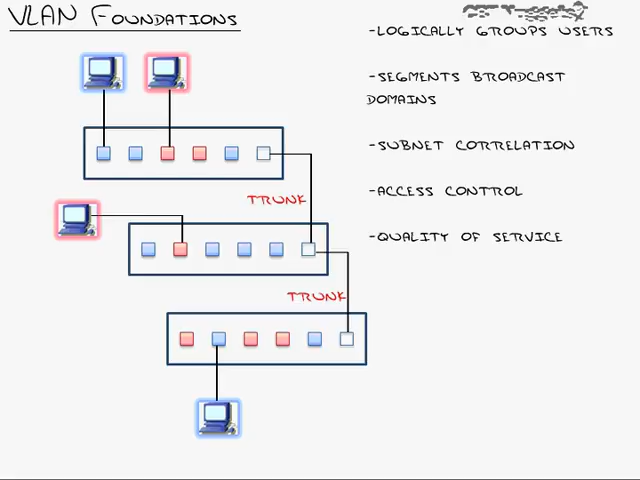 VLAN FOUNDATIONS
-LOGICALLY GROUPS USERS
-SEGMENTS BROADCAST
DOMAINS
-SUBNET CORRELATION
-ACCESS CONTROL
-QUALITY OF SERVICE
TRUNK
TRUNK